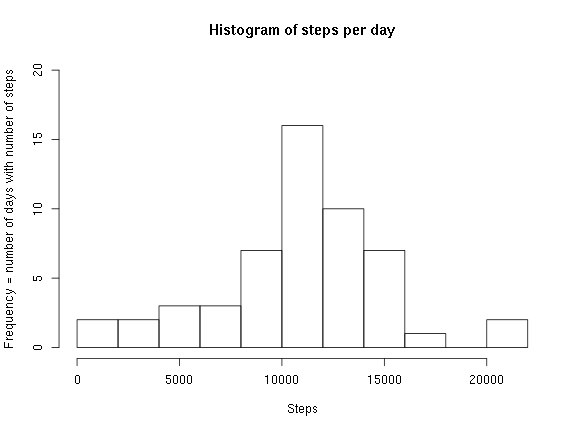 Histogram of steps per day
Frequency = number of days with number of steps
20
15
10
5
0
0 5000 10000 15000 20000
Steps